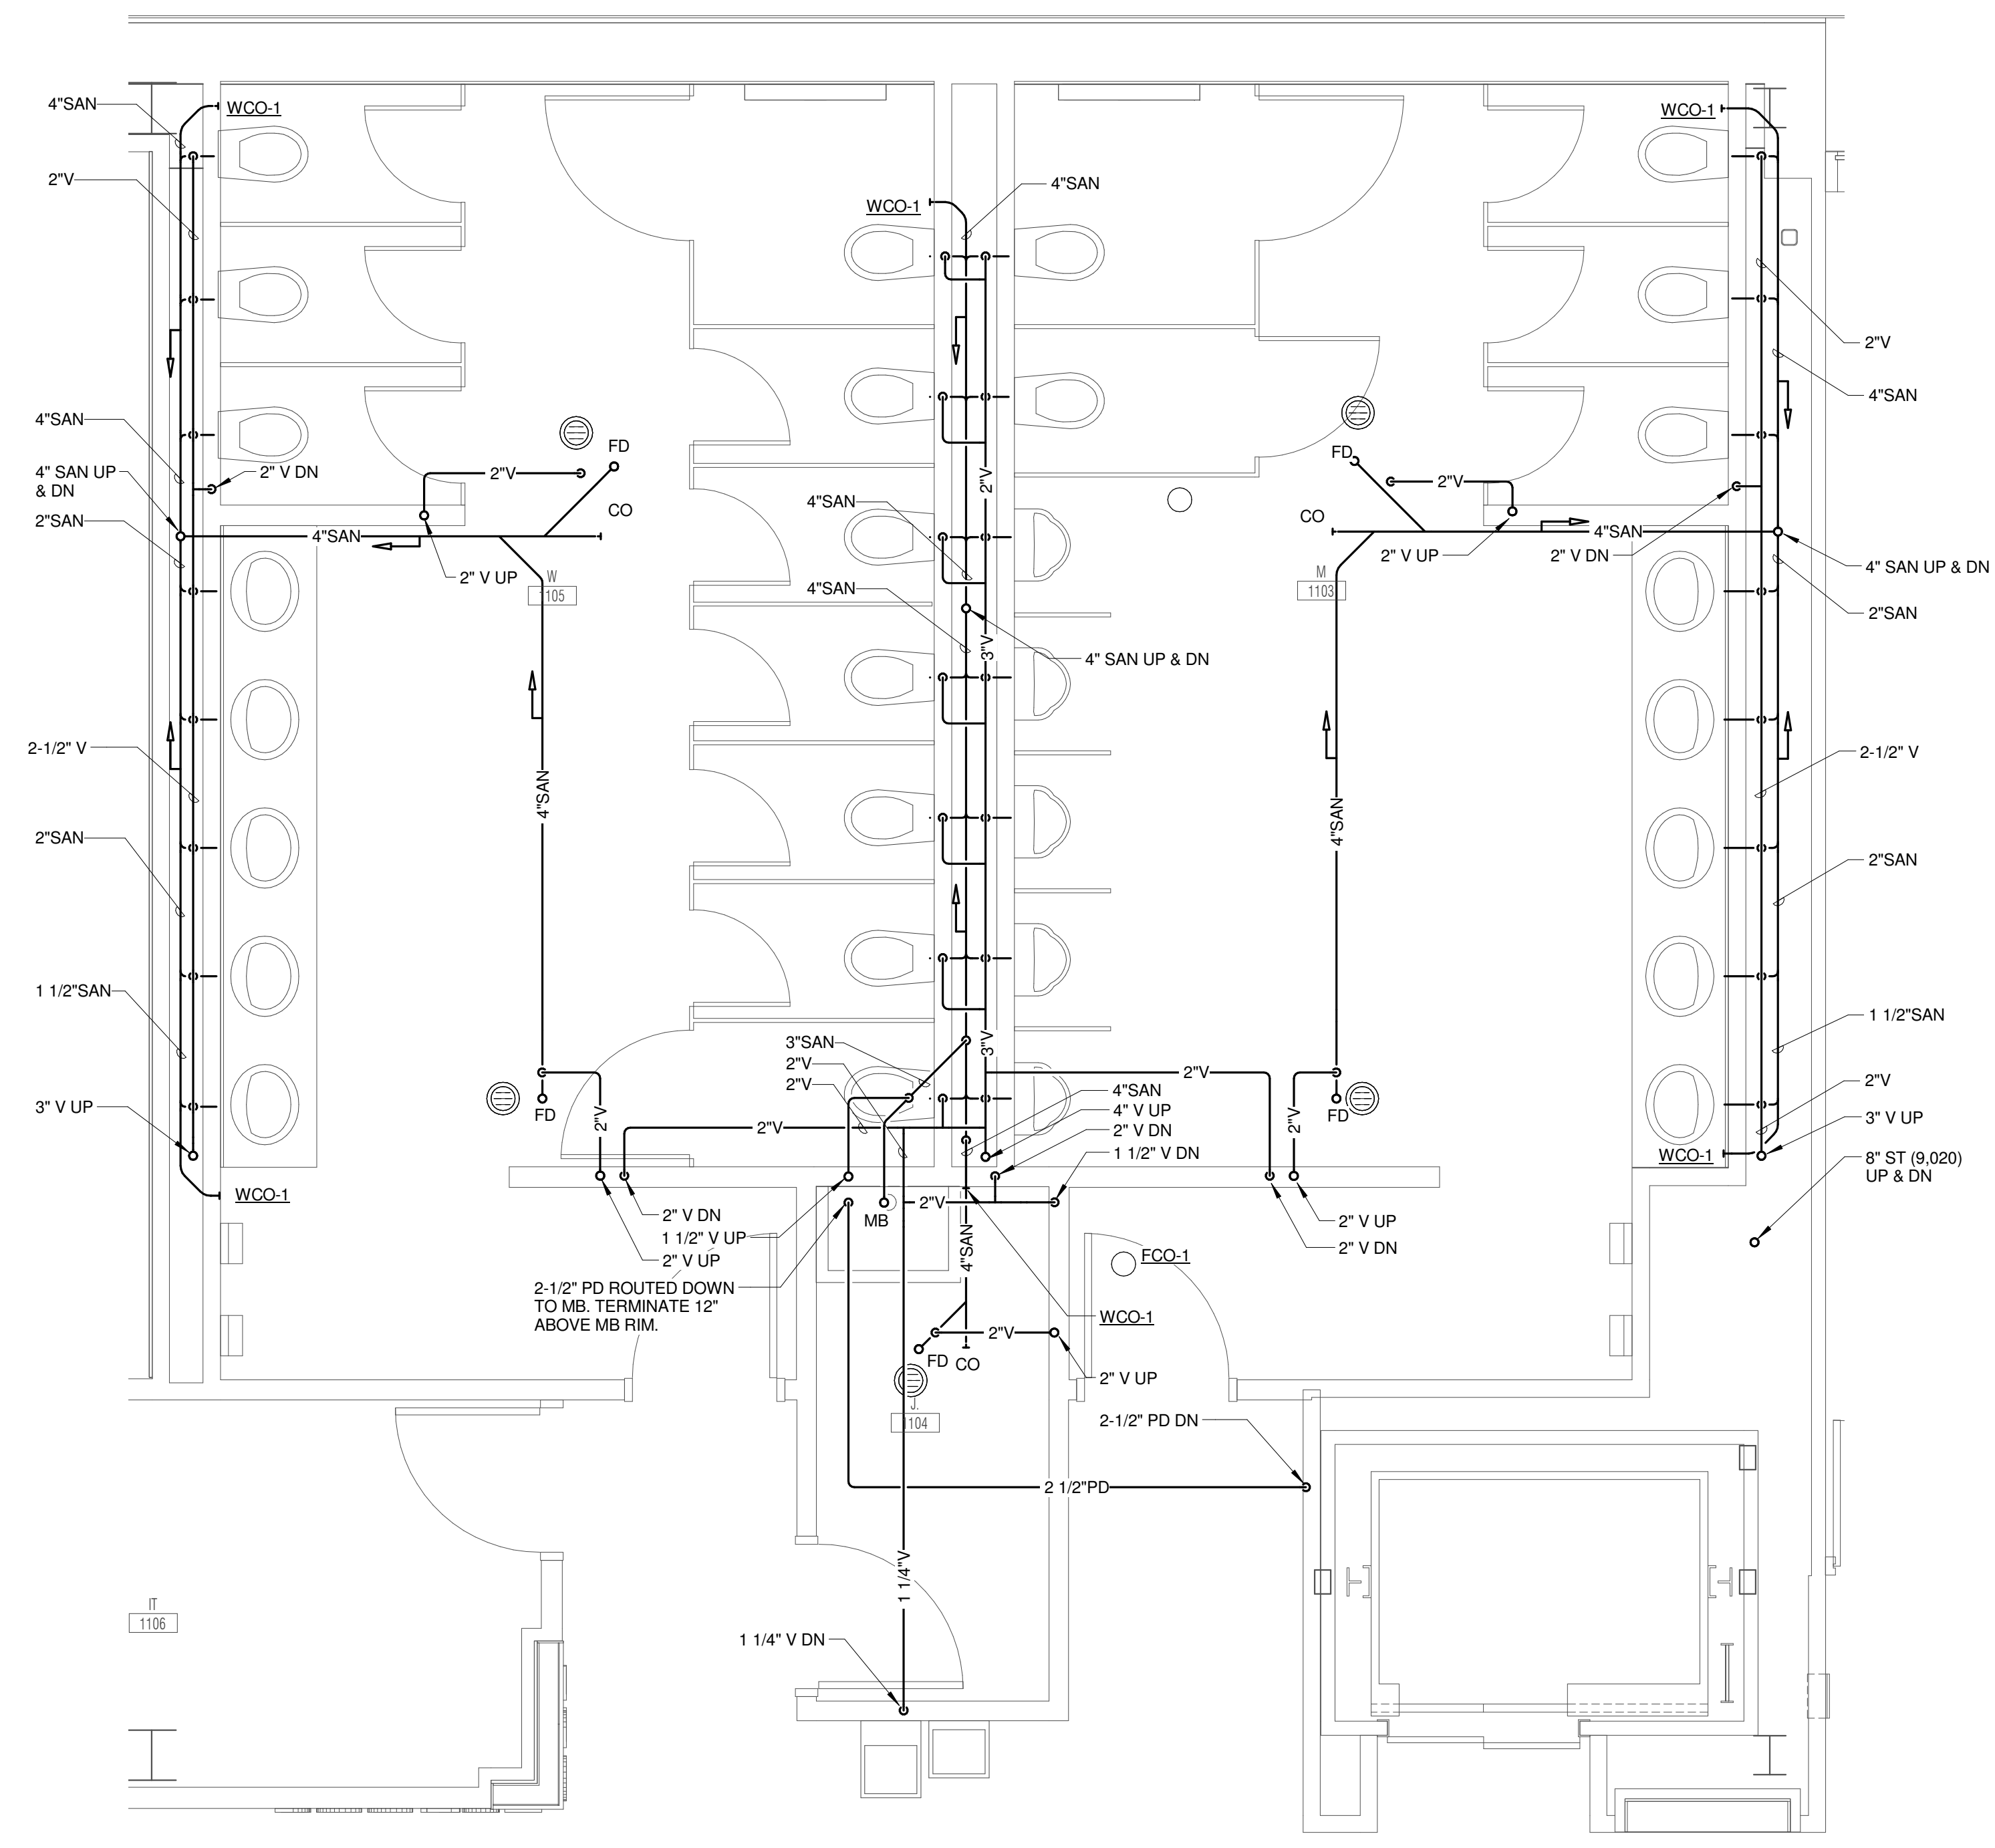 4"SAN
WCO-1
WCO-1
2"V
4"SAN
WCO-1
2"V
4"SAN
4"SAN
FD
FD
4" SAN UP
& DN
2" V DN
2"V
2"V
2"V
CO
4"SAN
CO
2"SAN
4"SAN
4"SAN
2" V UP
2" V DN
4" SAN UP & DN
2" V UP
W
1105
M
1103
4"SAN
2"SAN
3"V
4" SAN UP & DN
2-1/2" V
2-1/2" V
4"SAN
4"SAN
2"SAN
2"SAN
1 1/2"SAN
1 1/2"SAN
3"SAN
3"V
2"V
2"V
2"V
2"V
4"SAN
3" V UP
FD
FD
4" V UP
3" V UP
2"V
2"V
2"V
2" V DN
1 1/2" V DN
WCO-1
8" ST (9,020)
UP & DN
WCO-1
2"V
MB
2" V DN
2" V UP
1 1/2" V UP
4"SAN
2" V DN
2" V UP
FCO-1
2-1/2" PD ROUTED DOWN
TO MB. TERMINATE 12"
ABOVE MB RIM.
WCO-1
2"V
FD
CO
2" V UP
J.
1104
2-1/2" PD DN
2 1/2"PD
1 1/4"V
IT
1106
1 1/4" V DN